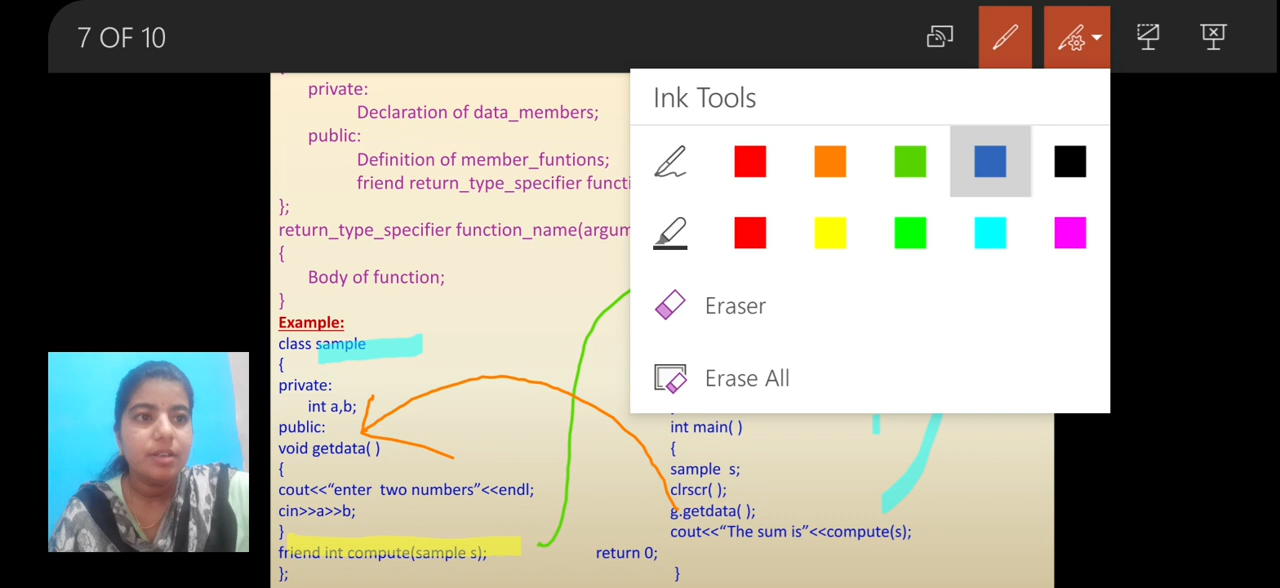 7 OF 10
Ink Tools
Eraser
Erase All
{
private:
Declaration of data_members;
public:
Definition of member_funtions;
friend return_type_specifier functi
};
return_type_specifier function_name(argum
{
Body of function;
}
Example:
class sample
{
private:
int a,b;
public:
void getdata( )
{
cout<<“enter two numbers”<<endl;
cin>>a>>b;
}
friend int compute(sample s);
};
int main( )
{
sample s;
clrscr( );
g.getdata( );
cout<<“The sum is”<<compute(s);
return 0;
}